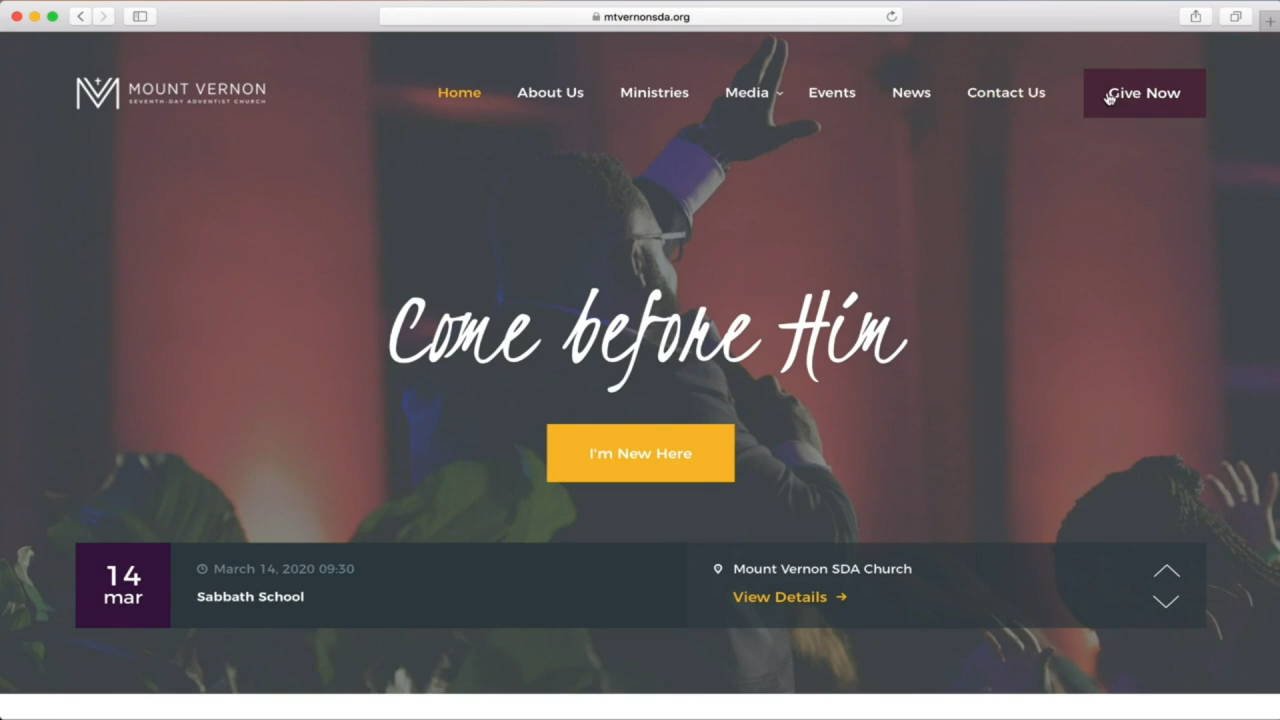 mtvernonsda.org
MOUNT VERNON
SEVENTH-DAY ADVENTIST CHURCH
Home About Us Ministries Media Events News Contact Us Give Now
Come before Him
I'm New Here
14
mar
March 14, 2020 09:30
Sabbath School
Mount Vernon SDA Church
View Details →